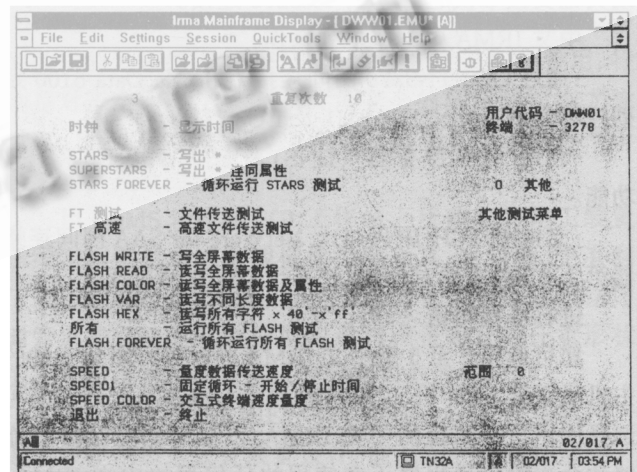 Irma Mainframe Display - [ DWW01.EMU* [A]]
File Edit Settings Session QuickTools Window Help
3 重复次数 10
用户代码 - DWW01
时钟 - 显示时间 终端 - 3278
STARS - 写出 *
SUPERSTARS - 写出 * 连同属性
STARS FOREVER - 循环运行 STARS 测试 0 其他
FT 测试 - 文件传送测试 其他测试菜单
FT 高速 - 高速文件传送测试
FLASH WRITE - 写全屏幕数据
FLASH READ - 读写全屏幕数据
FLASH COLOR - 读写全屏幕数据及属性
FLASH VAR - 读写不同长度数据
FLASH HEX - 读写所有字符 x'40'-x'ff'
所有 - 运行所有 FLASH 测试
FLASH FOREVER - 循环运行所有 FLASH 测试
SPEED - 量度数据传送速度 范围 0
SPEED1 - 固定循环 - 开始/停止时间
SPEED COLOR - 交互式终端速度量度
退出 - 终止
A 02/017 A
Connected TN32A A 02/017 03:54 PM
a.org.cn